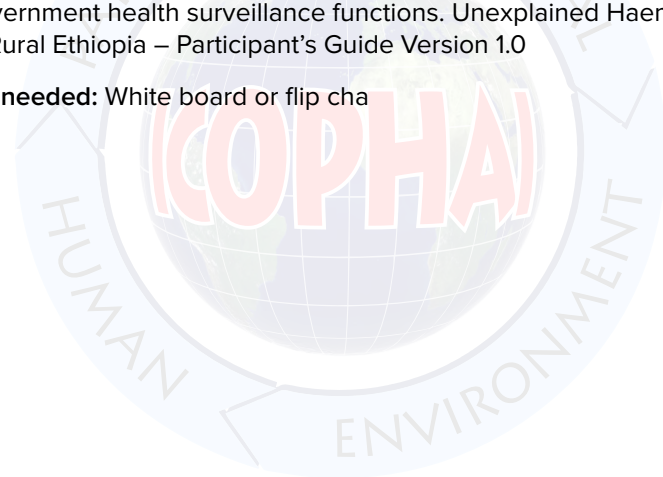 vernment health surveillance functions. Unexplained Haer
Rural Ethiopia – Participant's Guide Version 1.0
needed: White board or flip cha
ICOPHAI
HUMAN
ENVIRONMENT